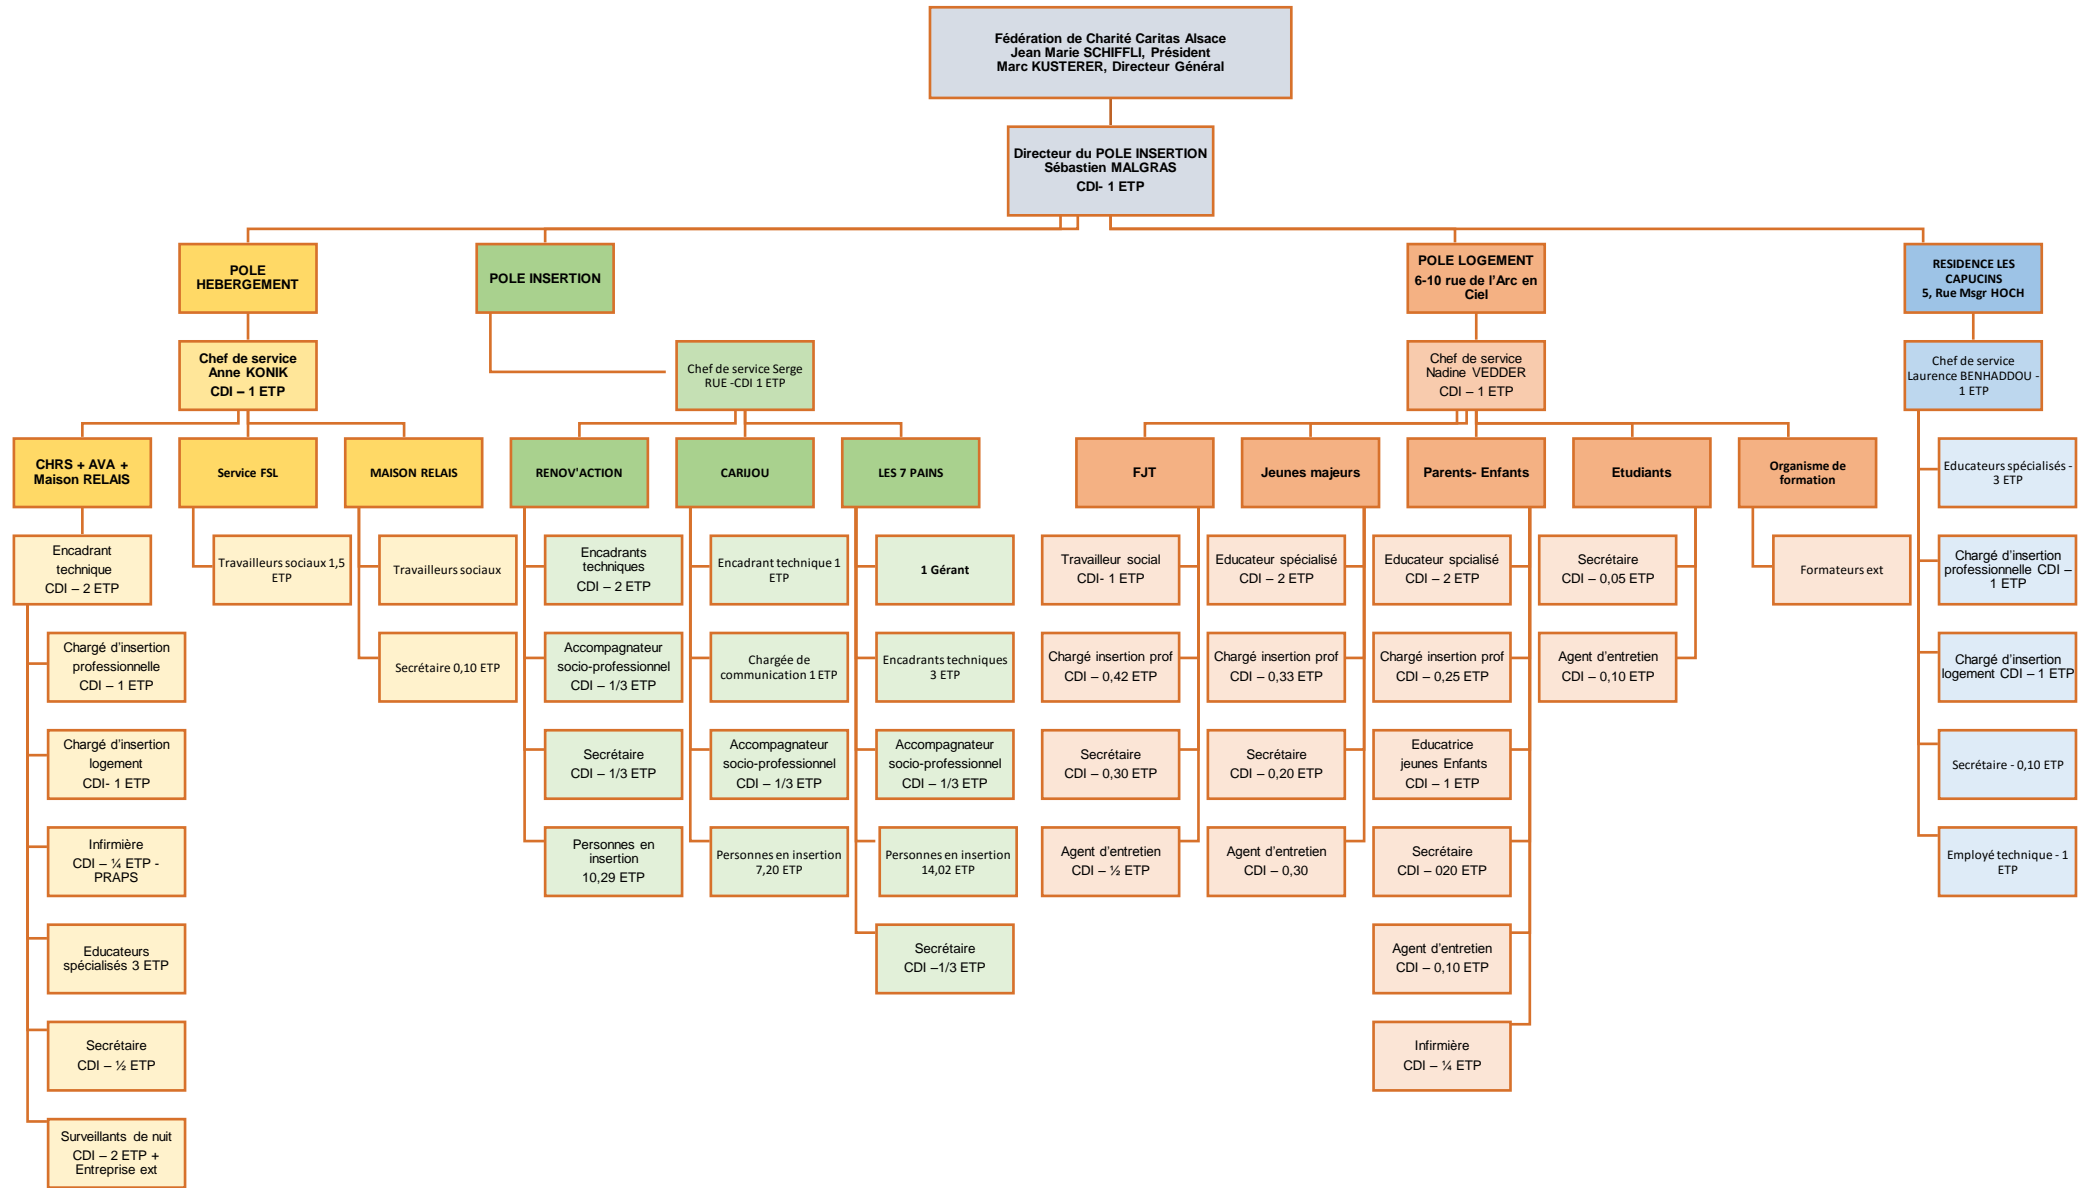 Fédération de Charité Caritas Alsace
Jean Marie SCHIFFLI, Président
Marc KUSTERER, Directeur Général
Directeur du POLE INSERTION
Sébastien MALGRAS
CDI- 1 ETP
POLE
HEBERGEMENT
POLE INSERTION
POLE LOGEMENT
6-10 rue de l'Arc en
Ciel
RESIDENCE LES
CAPUCINS
5, Rue Msgr HOCH
Chef de service
Anne KONIK
CDI – 1 ETP
Chef de service Serge
RUE -CDI 1 ETP
Chef de service
Nadine VEDDER
CDI – 1 ETP
Chef de service
Laurence BENHADDOU -
1 ETP
CHRS + AVA +
Maison RELAIS
Service FSL
MAISON RELAIS
RENOV'ACTION
CARIJOU
LES 7 PAINS
FJT
Jeunes majeurs
Parents- Enfants
Etudiants
Organisme de
formation
Encadrant
technique
CDI – 2 ETP
Chargé d'insertion
professionnelle
CDI – 1 ETP
Chargé d'insertion
logement
CDI- 1 ETP
Infirmière
CDI – ¼ ETP -
PRAPS
Educateurs
spécialisés 3 ETP
Secrétaire
CDI – ½ ETP
Surveillants de nuit
CDI – 2 ETP +
Entreprise ext
Travailleurs sociaux 1,5
ETP
Travailleurs sociaux
Secrétaire 0,10 ETP
Encadrants
techniques
CDI – 2 ETP
Accompagnateur
socio-professionnel
CDI – 1/3 ETP
Secrétaire
CDI – 1/3 ETP
Personnes en
insertion
10,29 ETP
Encadrant technique 1
ETP
Chargée de
communication 1 ETP
Accompagnateur
socio-professionnel
CDI – 1/3 ETP
Personnes en insertion
7,20 ETP
1 Gérant
Encadrants techniques
3 ETP
Accompagnateur
socio-professionnel
CDI – 1/3 ETP
Personnes en insertion
14,02 ETP
Secrétaire
CDI –1/3 ETP
Travailleur social
CDI- 1 ETP
Chargé insertion prof
CDI – 0,42 ETP
Secrétaire
CDI – 0,30 ETP
Agent d'entretien
CDI – ½ ETP
Educateur spécialisé
CDI – 2 ETP
Chargé insertion prof
CDI – 0,33 ETP
Secrétaire
CDI – 0,20 ETP
Agent d'entretien
CDI – 0,30
Educateur spcialisé
CDI – 2 ETP
Chargé insertion prof
CDI – 0,25 ETP
Educatrice
jeunes Enfants
CDI – 1 ETP
Secrétaire
CDI – 020 ETP
Agent d'entretien
CDI – 0,10 ETP
Infirmière
CDI – ¼ ETP
Secrétaire
CDI – 0,05 ETP
Agent d'entretien
CDI – 0,10 ETP
Formateurs ext
Educateurs spécialisés -
3 ETP
Chargé d'insertion
professionnelle CDI –
1 ETP
Chargé d'insertion
logement CDI – 1 ETP
Secrétaire - 0,10 ETP
Employé technique - 1
ETP